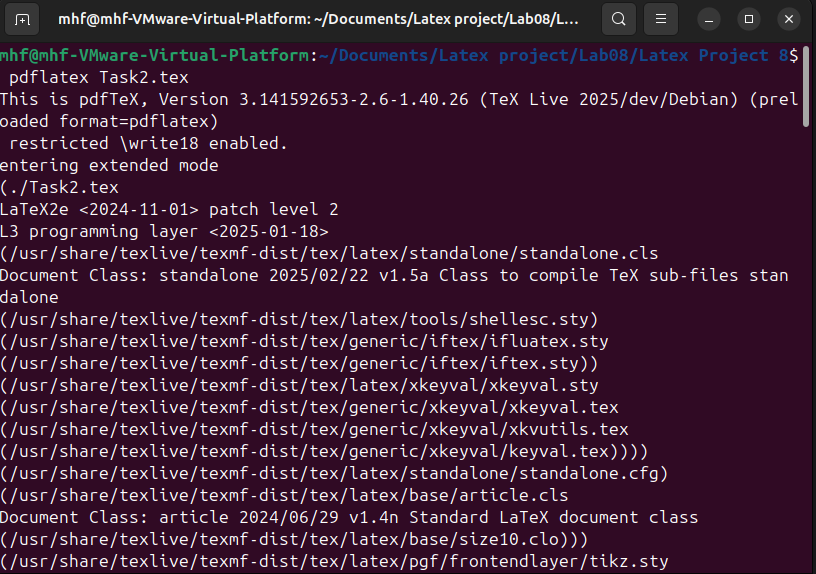 mhf@mhf-VMware-Virtual-Platform: ~/Documents/Latex project/Lab08/L...
mhf@mhf-VMware-Virtual-Platform:~/Documents/Latex project/Lab08/Latex Project 8$
 pdflatex Task2.tex
This is pdfTeX, Version 3.141592653-2.6-1.40.26 (TeX Live 2025/dev/Debian) (prel
oaded format=pdflatex)
 restricted \write18 enabled.
entering extended mode
(./Task2.tex
LaTeX2e <2024-11-01> patch level 2
L3 programming layer <2025-01-18>
(/usr/share/texlive/texmf-dist/tex/latex/standalone/standalone.cls
Document Class: standalone 2025/02/22 v1.5a Class to compile TeX sub-files stan
dalone
(/usr/share/texlive/texmf-dist/tex/latex/tools/shellesc.sty)
(/usr/share/texlive/texmf-dist/tex/generic/iftex/ifluatex.sty
(/usr/share/texlive/texmf-dist/tex/generic/iftex/iftex.sty))
(/usr/share/texlive/texmf-dist/tex/latex/xkeyval/xkeyval.sty
(/usr/share/texlive/texmf-dist/tex/generic/xkeyval/xkeyval.tex
(/usr/share/texlive/texmf-dist/tex/generic/xkeyval/xkvutils.tex
(/usr/share/texlive/texmf-dist/tex/generic/xkeyval/keyval.tex))))
(/usr/share/texlive/texmf-dist/tex/latex/standalone/standalone.cfg)
(/usr/share/texlive/texmf-dist/tex/latex/base/article.cls
Document Class: article 2024/06/29 v1.4n Standard LaTeX document class
(/usr/share/texlive/texmf-dist/tex/latex/base/size10.clo)))
(/usr/share/texlive/texmf-dist/tex/latex/pgf/frontendlayer/tikz.sty